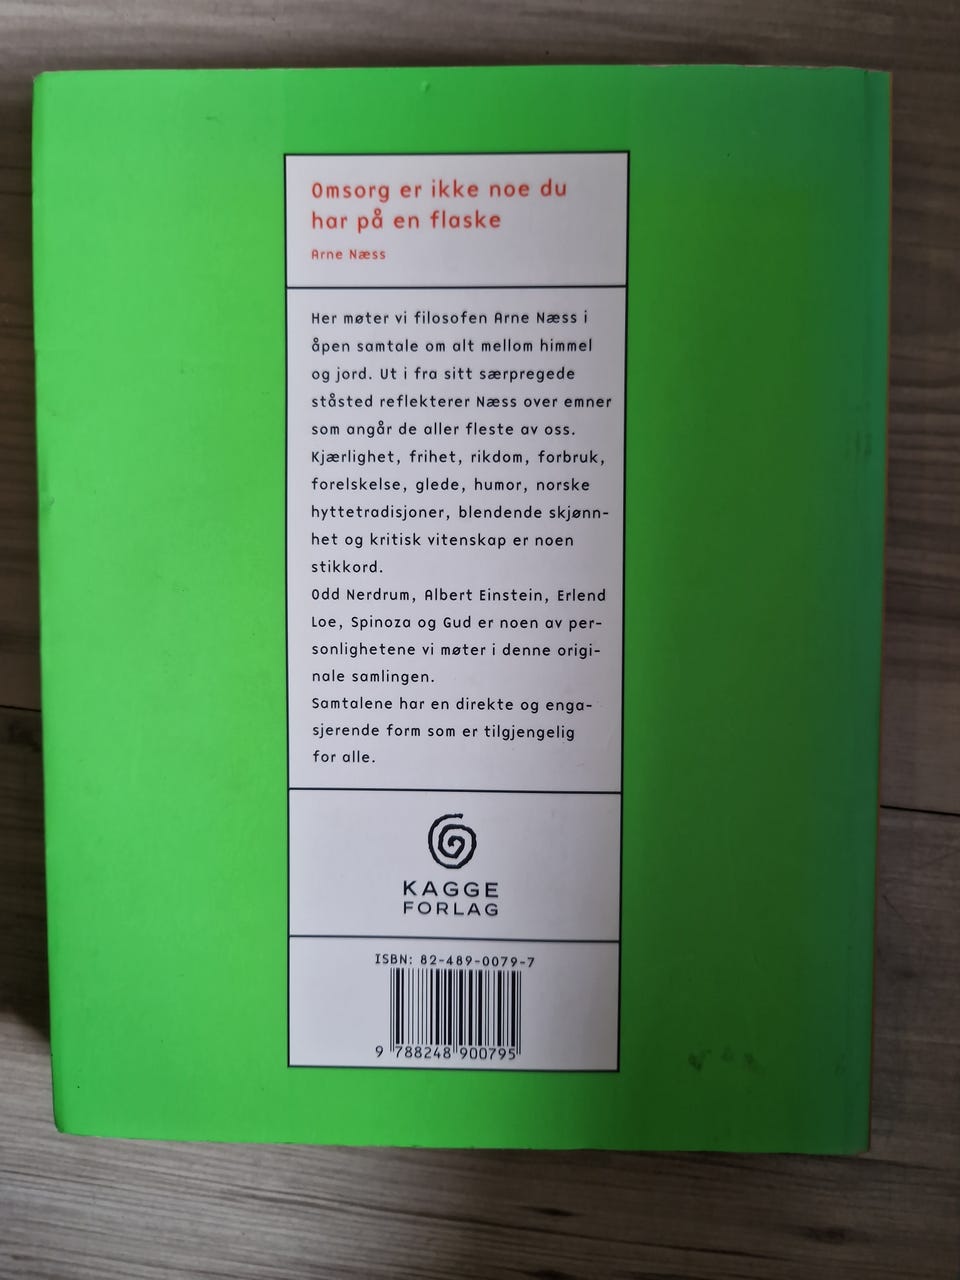 Omsorg er ikke noe du
har på en flaske
Arne Næss
Her møter vi filosofen Arne Næss i
åpen samtale om alt mellom himmel
og jord. Ut i fra sitt særpregede
ståsted reflekterer Næss over emner
som angår de aller fleste av oss.
Kjærlighet, frihet, rikdom, forbruk,
forelskelse, glede, humor, norske
hyttetradisjoner, blendende skjønn-
het og kritisk vitenskap er noen
stikkord.
Odd Nerdrum, Albert Einstein, Erlend
Loe, Spinoza og Gud er noen av per-
sonlighetene vi møter i denne origi-
nale samlingen.
Samtalene har en direkte og enga-
sjerende form som er tilgjengelig
for alle.
KAGGE
FORLAG
ISBN: 82-489-0079-7
9 788248 900795